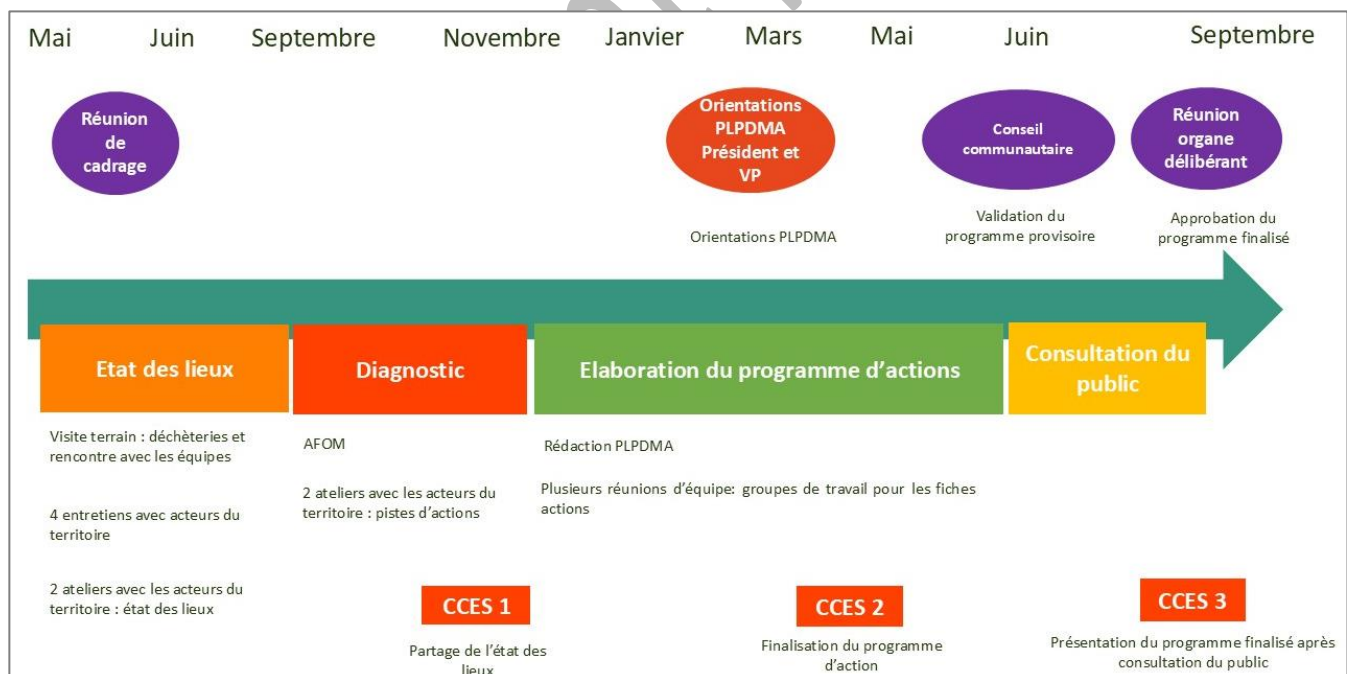 Mai Juin Septembre Novembre Janvier Mars Mai Juin Septembre
Réunion
de
cadrage
Orientations
PLPDMA
Président et
VP
Conseil
communautaire
Réunion
organe
délibérant
Orientations PLPDMA
Validation du
programme provisoire
Approbation du
programme finalisé
Etat des lieux
Diagnostic
Elaboration du programme d'actions
Consultation du
public
Visite terrain : déchèteries et
rencontre avec les équipes
4 entretiens avec acteurs du
territoire
2 ateliers avec les acteurs du
territoire : état des lieux
AFOM
2 ateliers avec les acteurs du
territoire : pistes d'actions
Rédaction PLPDMA
Plusieurs réunions d'équipe: groupes de travail pour les fiches
actions
CCES 1
Partage de l'état des
lieux
CCES 2
Finalisation du programme
d'action
CCES 3
Présentation du programme finalisé après
consultation du public